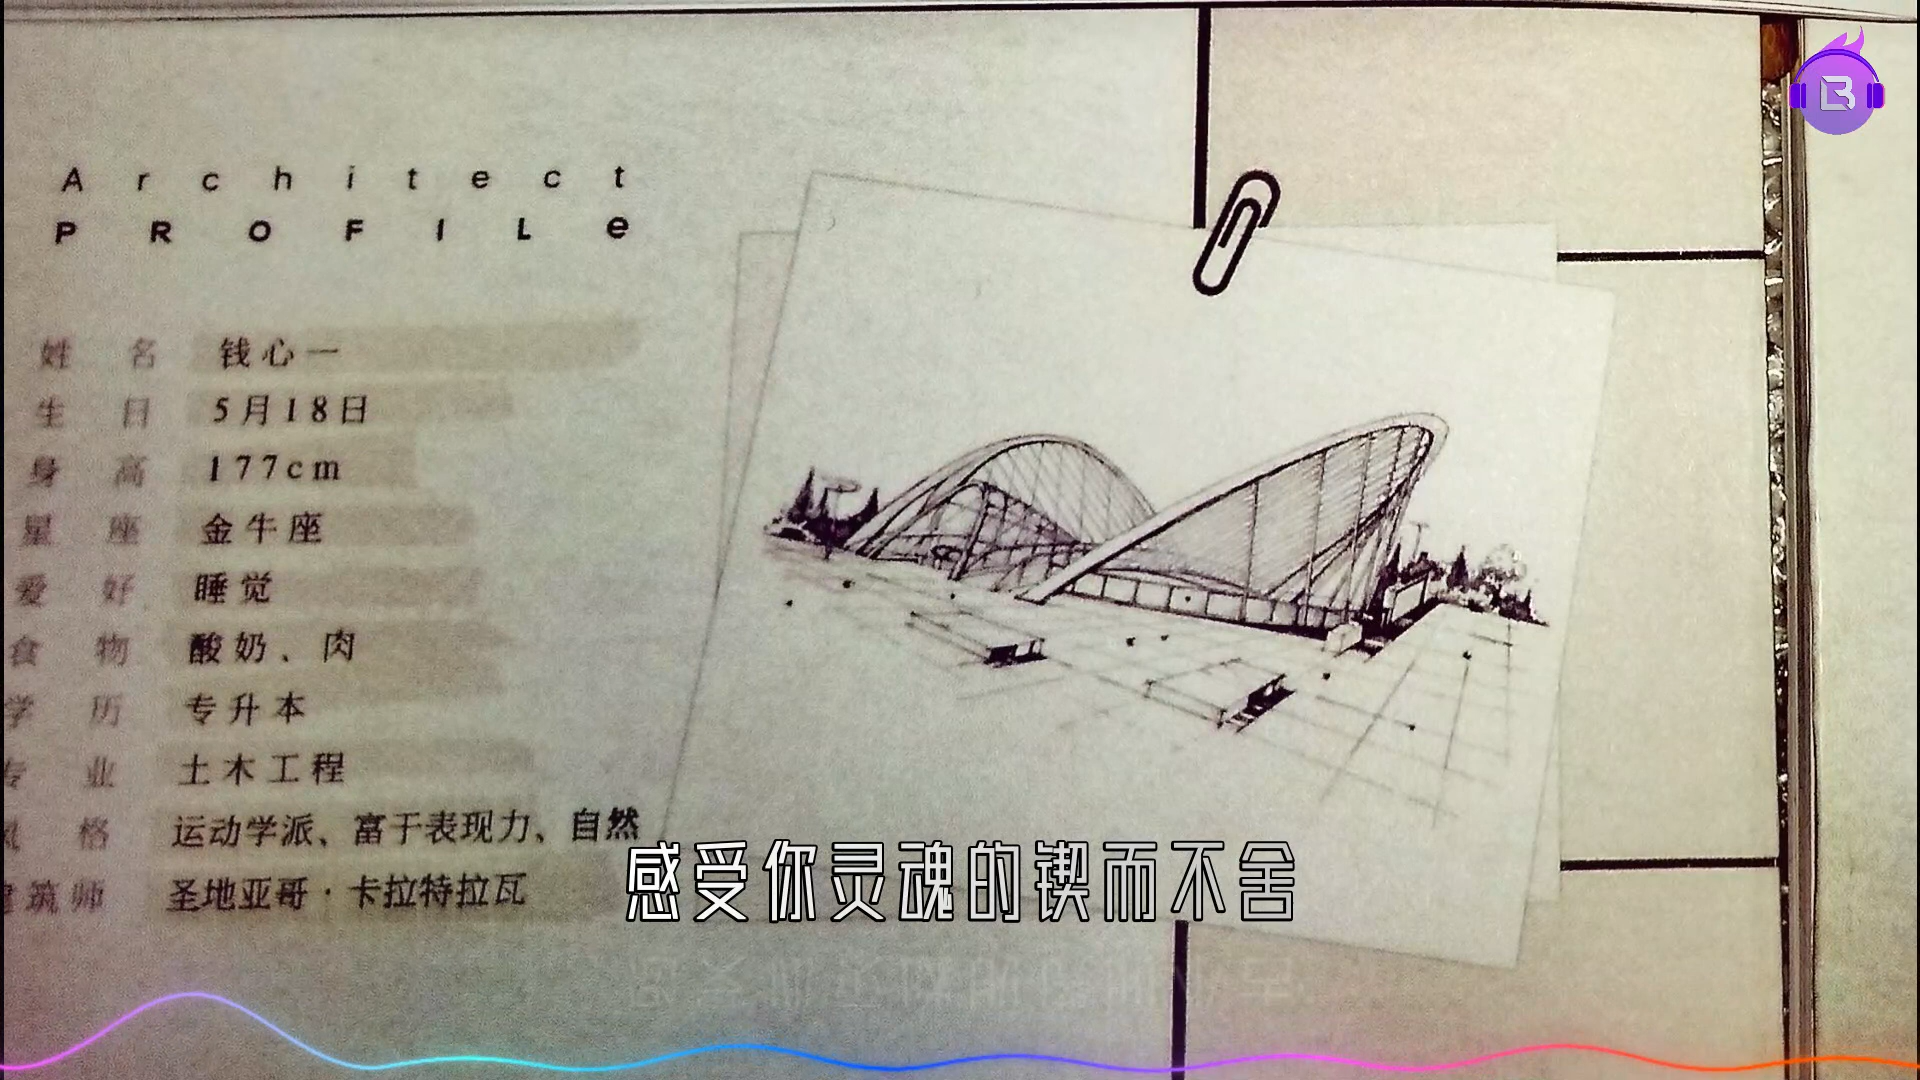 Architect
PROFILe
姓名 钱心一
生日 5月18日
身高 177cm
星座 金牛座
爱好 睡觉
食物 酸奶、肉
学历 专升本
专业 土木工程
风格 运动学派、富于表现力、自然
建筑师 圣地亚哥·卡拉特拉瓦
感受你灵魂的锲而不舍